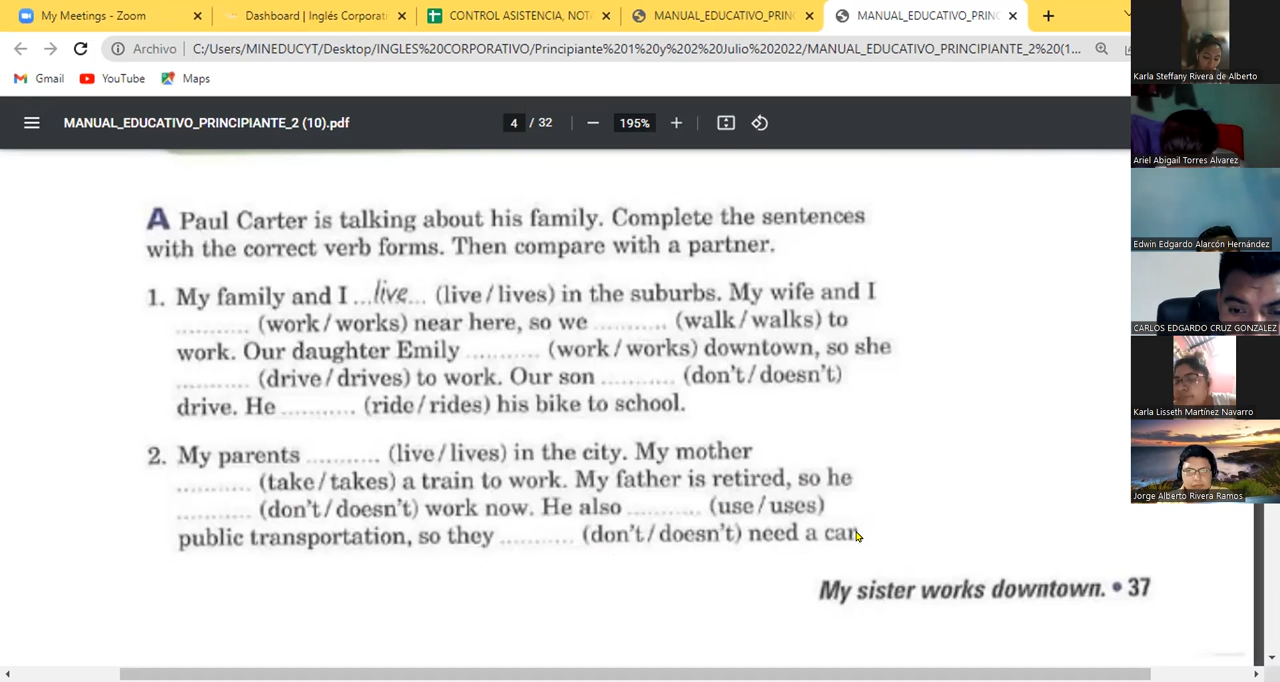 My Meetings - Zoom
Dashboard | Inglés Corporati
CONTROL ASISTENCIA, NOTA
MANUAL_EDUCATIVO_PRINC
MANUAL_EDUCATIVO_PRINC
Archivo | C:/Users/MINEDUCYT/Desktop/INGLES%20CORPORATIVO/Principiante%201%20y%202%20Julio%202022/MANUAL_EDUCATIVO_PRINCIPIANTE_2%20(1...
Gmail YouTube Maps
MANUAL_EDUCATIVO_PRINCIPIANTE_2 (10).pdf 4 / 32 195%
A Paul Carter is talking about his family. Complete the sentences
with the correct verb forms. Then compare with a partner.
1. My family and I ...live... (live / lives) in the suburbs. My wife and I
.......... (work / works) near here, so we .......... (walk / walks) to
work. Our daughter Emily .......... (work / works) downtown, so she
.......... (drive / drives) to work. Our son .......... (don't / doesn't)
drive. He .......... (ride / rides) his bike to school.
2. My parents .......... (live / lives) in the city. My mother
.......... (take / takes) a train to work. My father is retired, so he
.......... (don't / doesn't) work now. He also .......... (use / uses)
public transportation, so they .......... (don't / doesn't) need a car.
My sister works downtown. • 37
Karla Steffany Rivera de Alberto
Ariel Abigail Torres Alvarez
Edwin Edgardo Alarcón Hernández
CARLOS EDGARDO CRUZ GONZALEZ
Karla Lisseth Martínez Navarro
Jorge Alberto Rivera Ramos